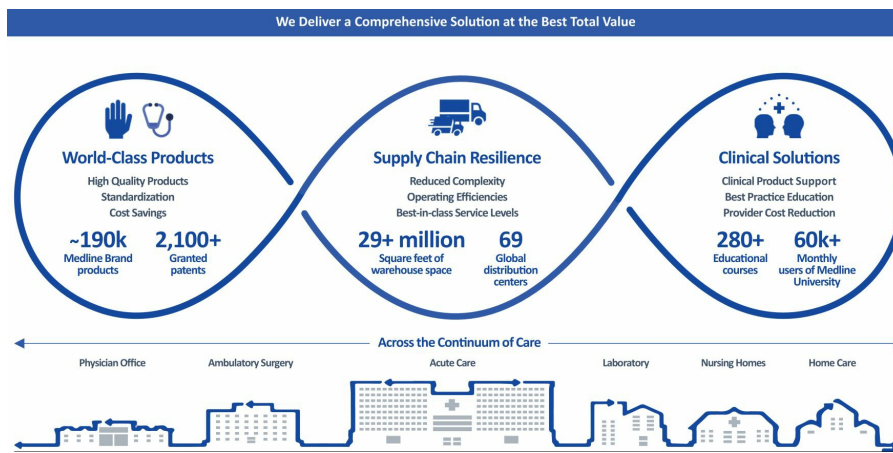 We Deliver a Comprehensive Solution at the Best Total Value
World-Class Products
High Quality Products
Standardization
Cost Savings
~190k
Medline Brand
products
2,100+
Granted
patents
Supply Chain Resilience
Reduced Complexity
Operating Efficiencies
Best-in-class Service Levels
29+ million
Square feet of
warehouse space
69
Global
distribution
centers
Clinical Solutions
Clinical Product Support
Best Practice Education
Provider Cost Reduction
280+
Educational
courses
60k+
Monthly
users of Medline
University
Across the Continuum of Care
Physician Office
Ambulatory Surgery
Acute Care
Laboratory
Nursing Homes
Home Care